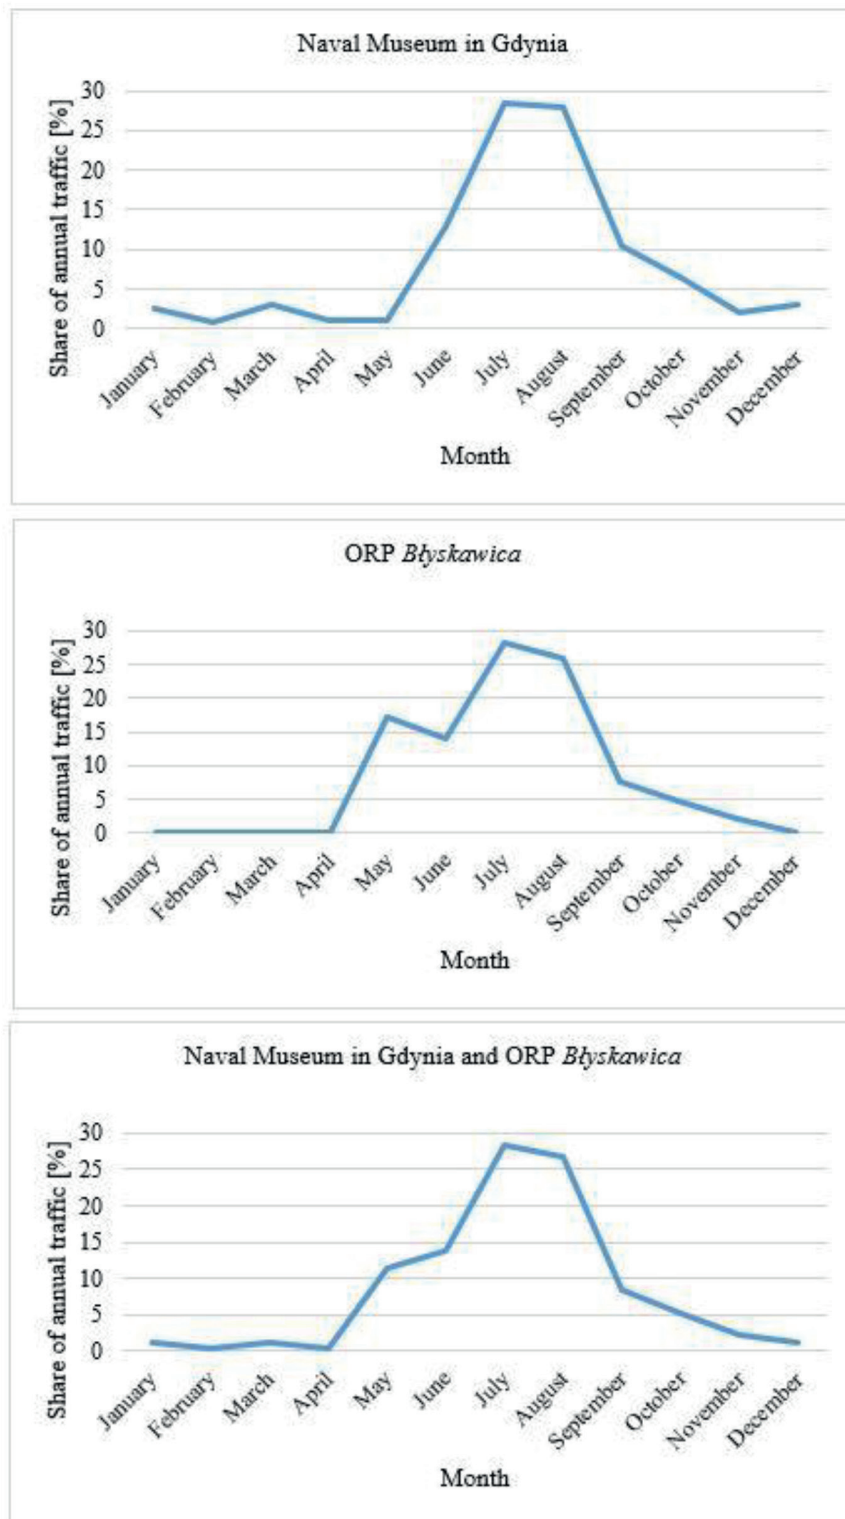 Naval Museum in Gdynia
Share of annual traffic [%]
30
25
20
15
10
5
0
January
February
March
April
May
June
July
August
September
October
November
December
Month
ORP Błyskawica
Share of annual traffic [%]
30
25
20
15
10
5
0
January
February
March
April
May
June
July
August
September
October
November
December
Month
Naval Museum in Gdynia and ORP Błyskawica
Share of annual traffic [%]
30
25
20
15
10
5
0
January
February
March
April
May
June
July
August
September
October
November
December
Month